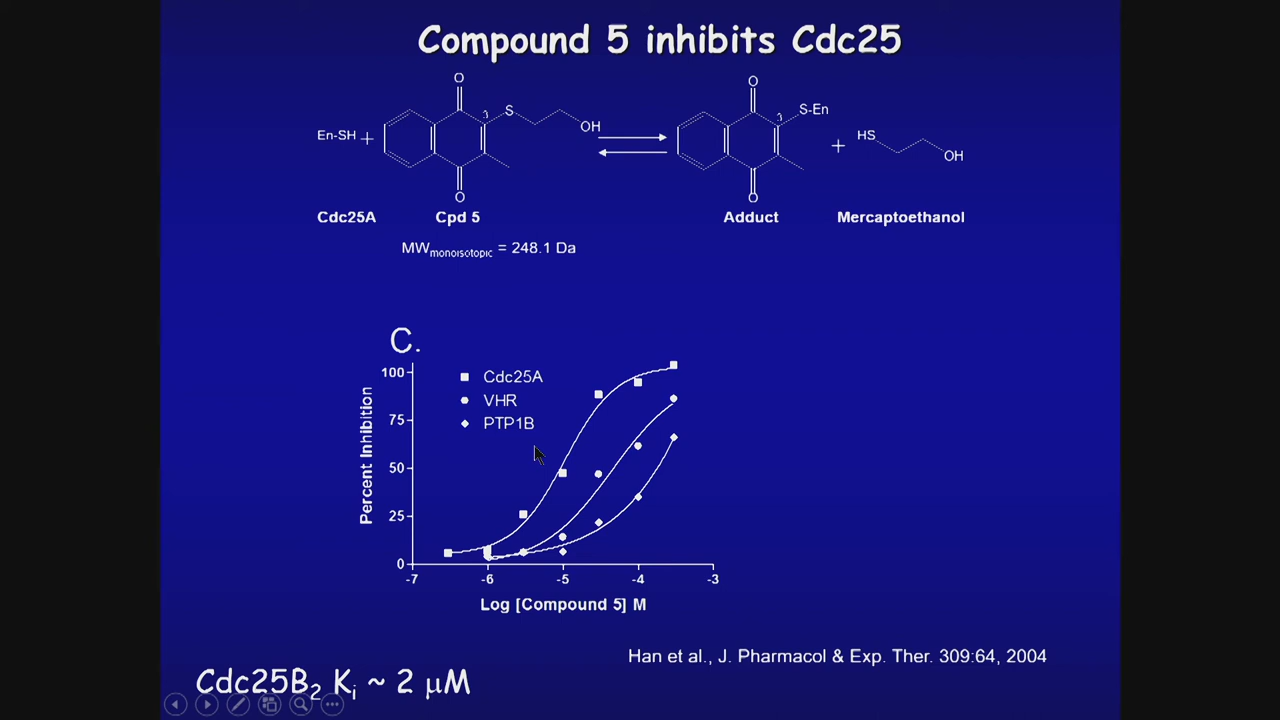 Compound 5 inhibits Cdc25
O
O
S
OH
En-SH +
3
O
O
S-En
3
+
HS
OH
Cdc25A
Cpd 5
Adduct
Mercaptoethanol
MWmonoisotopic = 248.1 Da
C.
Cdc25A
VHR
PTP1B
Percent Inhibition
100
75
50
25
0
-7
-6
-5
-4
-3
Log [Compound 5] M
Han et al., J. Pharmacol & Exp. Ther. 309:64, 2004
Cdc25B2 Ki ~ 2 μM